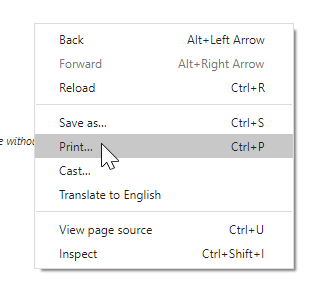 Back Alt+Left Arrow
Forward Alt+Right Arrow
Reload Ctrl+R
Save as... Ctrl+S
e withou
Print... Ctrl+P
Cast...
Translate to English
View page source Ctrl+U
Inspect Ctrl+Shift+I